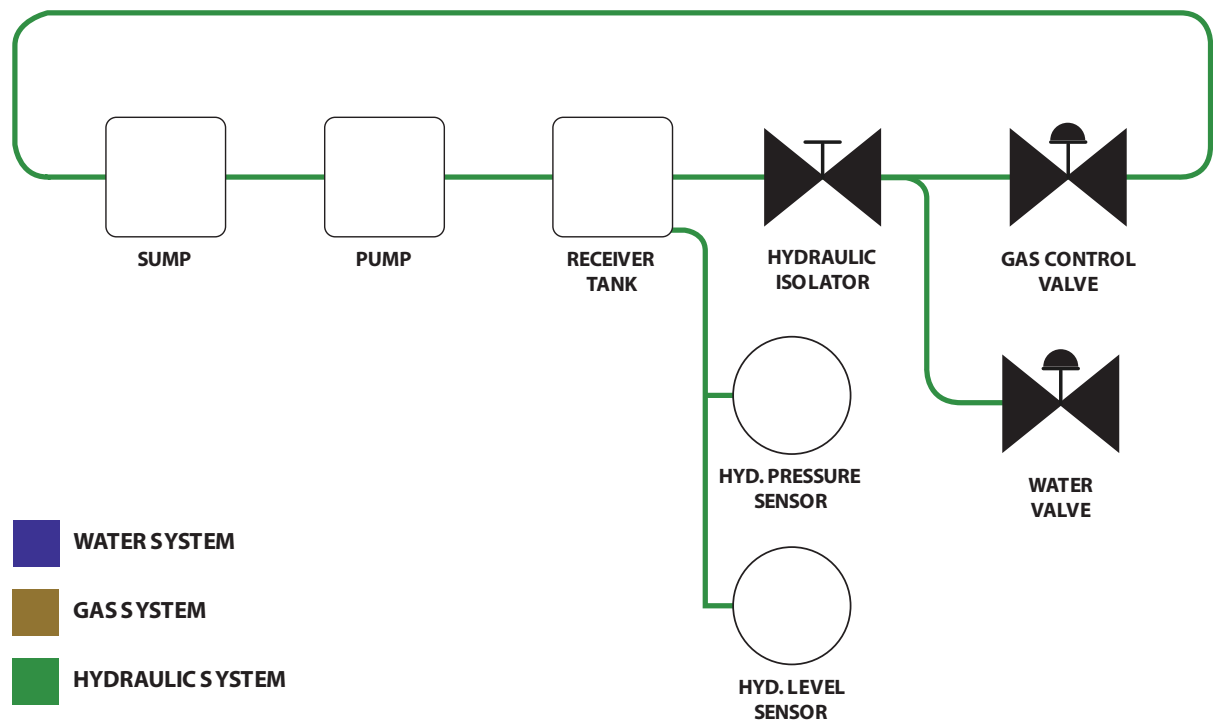 SUMP
PUMP
RECEIVER
TANK
HYDRAULIC
ISOLATOR
GAS CONTROL
VALVE
HYD. PRESSURE
SENSOR
WATER
VALVE
WATER SYSTEM
GAS SYSTEM
HYDRAULIC SYSTEM
HYD. LEVEL
SENSOR